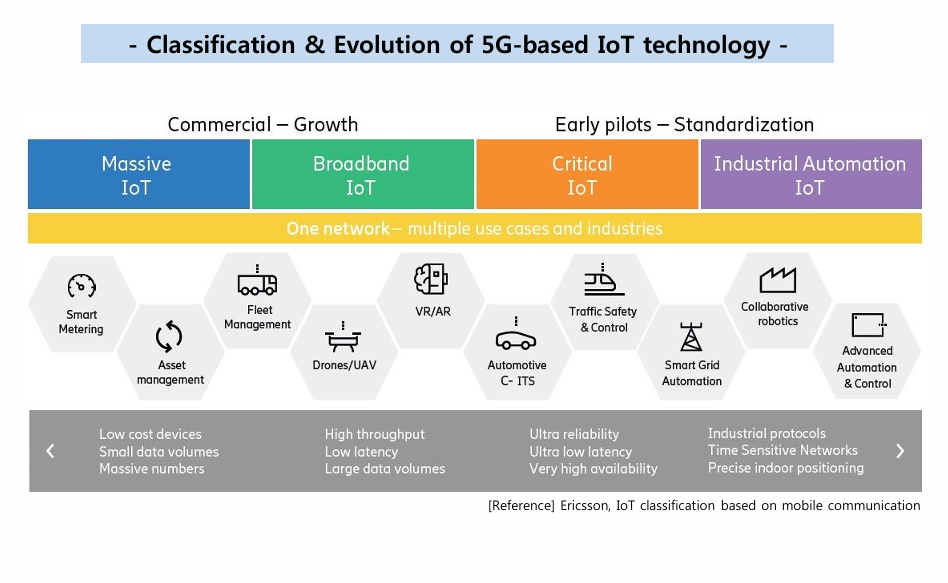 - Classification & Evolution of 5G-based IoT technology -
Commercial – Growth
Early pilots – Standardization
Massive
IoT
Broadband
IoT
Critical
IoT
Industrial Automation
IoT
One network– multiple use cases and industries
Smart
Metering
Asset
management
Fleet
Management
Drones/UAV
VR/AR
Automotive
C- ITS
Traffic Safety
& Control
Smart Grid
Automation
Collaborative
robotics
Advanced
Automation
& Control
Low cost devices
Small data volumes
Massive numbers
High throughput
Low latency
Large data volumes
Ultra reliability
Ultra low latency
Very high availability
Industrial protocols
Time Sensitive Networks
Precise indoor positioning
[Reference] Ericsson, IoT classification based on mobile communication